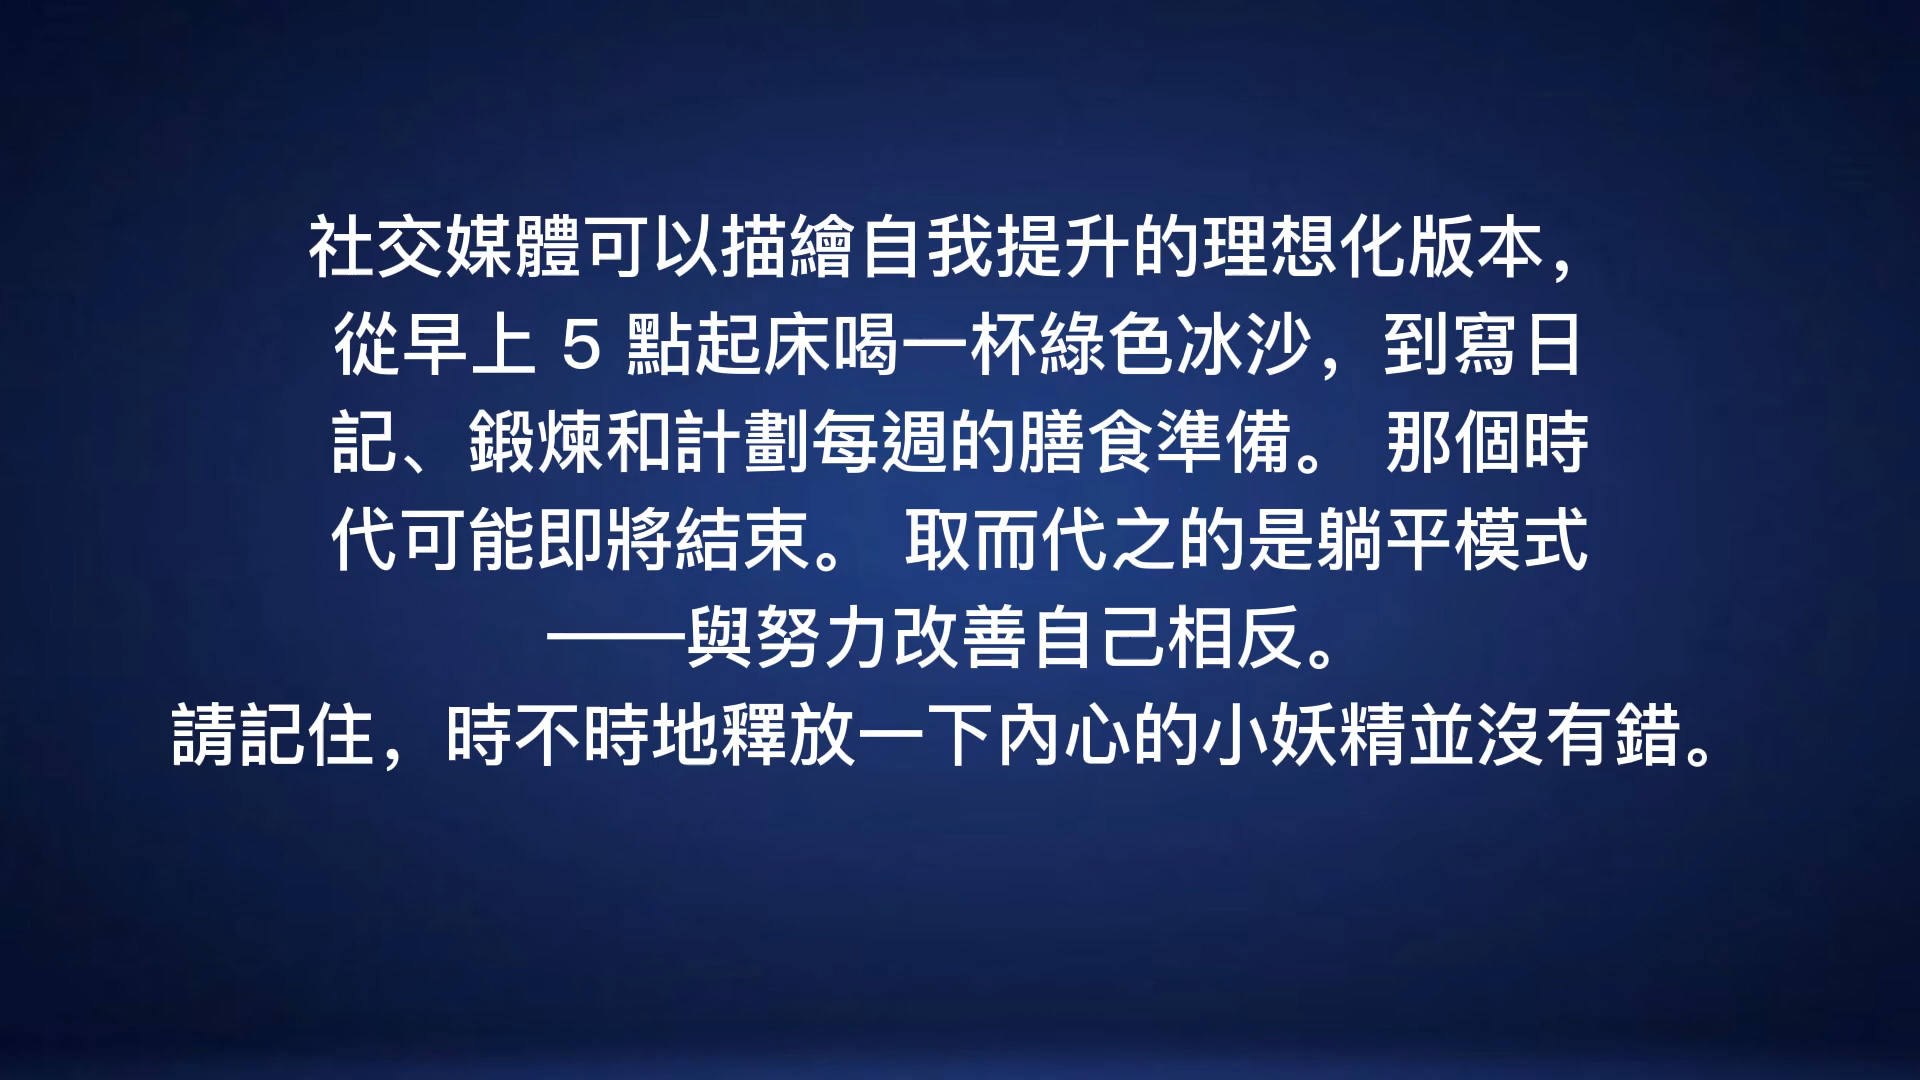 社交媒體可以描繪自我提升的理想化版本，
從早上 5 點起床喝一杯綠色冰沙，到寫日
記、鍛煉和計劃每週的膳食準備。 那個時
代可能即將結束。 取而代之的是躺平模式
——與努力改善自己相反。
請記住，時不時地釋放一下內心的小妖精並沒有錯。